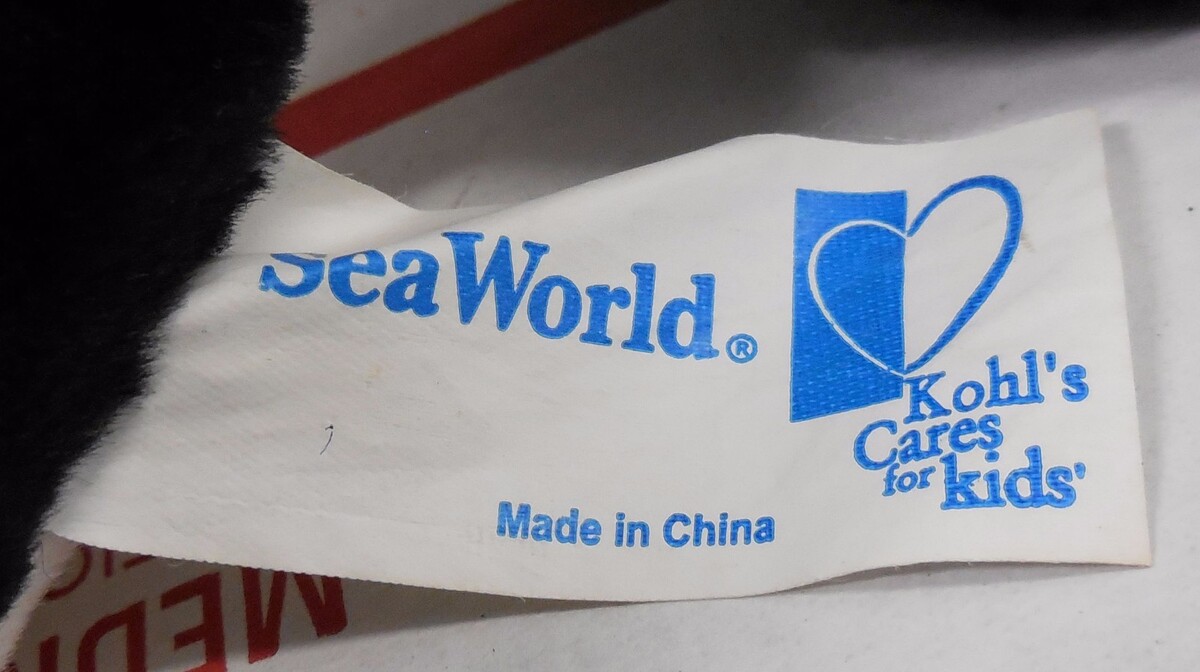 SeaWorld®
Kohl's
Cares
for kids'
Made in China